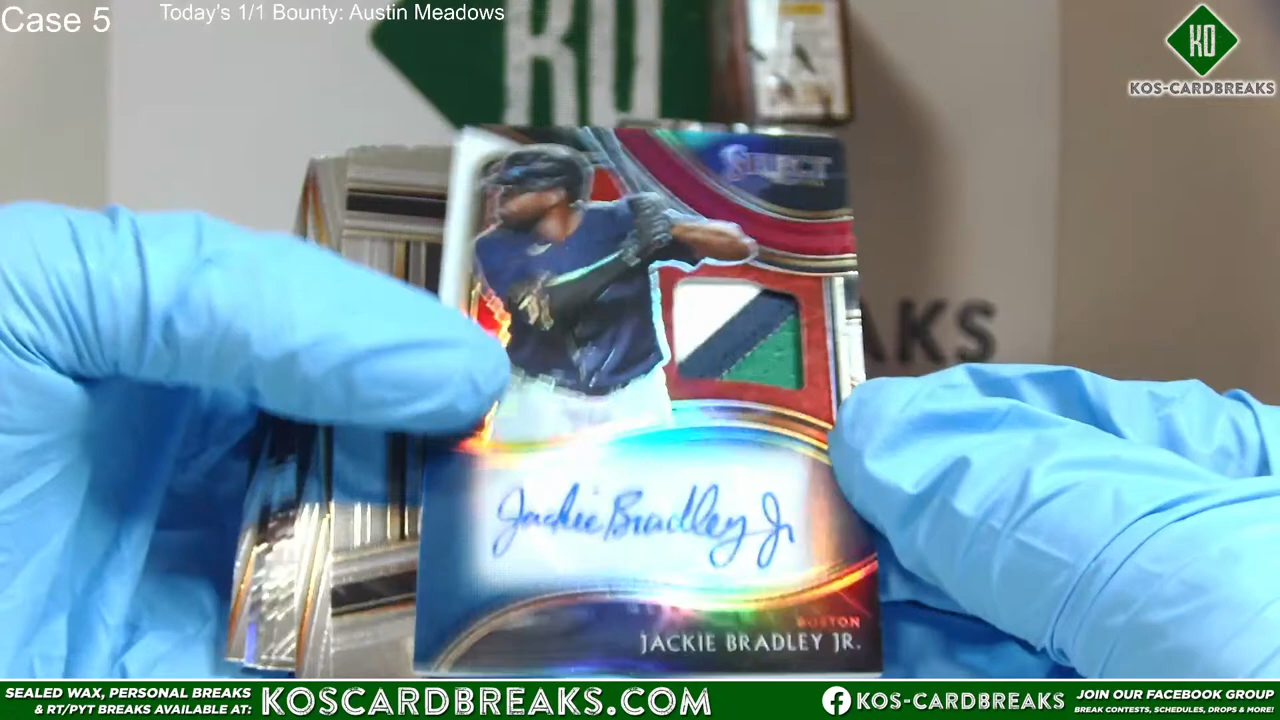 Case 5
Today's 1/1 Bounty: Austin Meadows
KO
KO
KOS-CARDBREAKS
SELECT
AKS
Jackie Bradley Jr
BOSTON
JACKIE BRADLEY JR.
SEALED WAX, PERSONAL BREAKS
& RT/PYT BREAKS AVAILABLE AT:
KOSCARDBREAKS.COM
KOS-CARDBREAKS
JOIN OUR FACEBOOK GROUP
BREAK CONTESTS, SCHEDULES, DROPS & MORE!